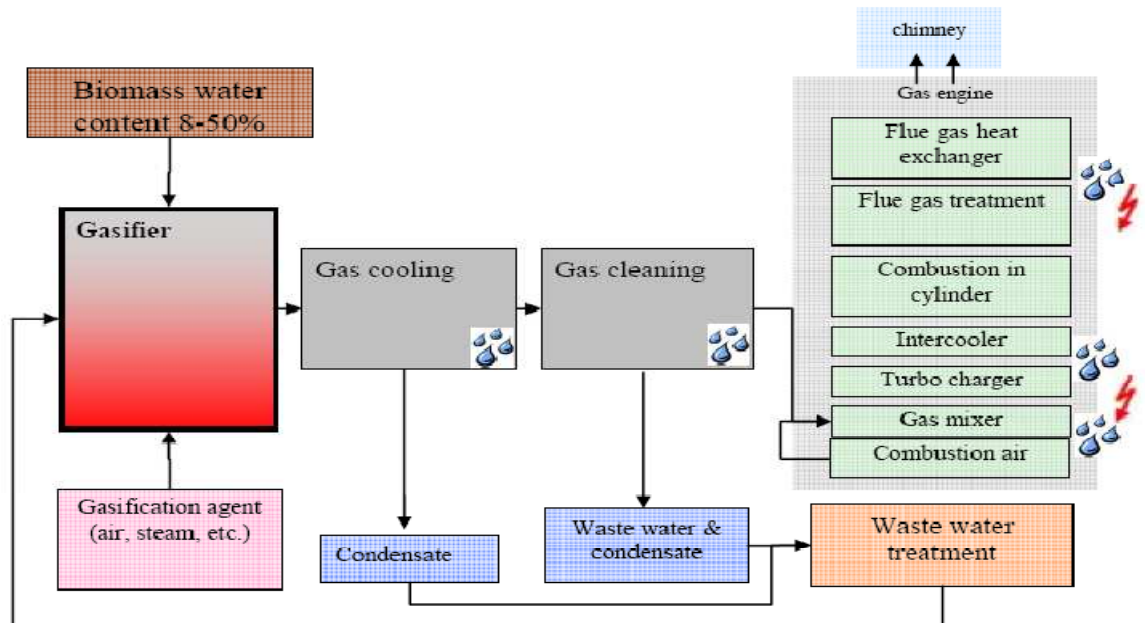 chimney
Gas engine
Biomass water
content 8-50%
Flue gas heat
exchanger
Flue gas treatment
Gasifier
Gas cooling
Gas cleaning
Combustion in
cylinder
Intercooler
Turbo charger
Gas mixer
Combustion air
Gasification agent
(air, steam, etc.)
Condensate
Waste water &
condensate
Waste water
treatment